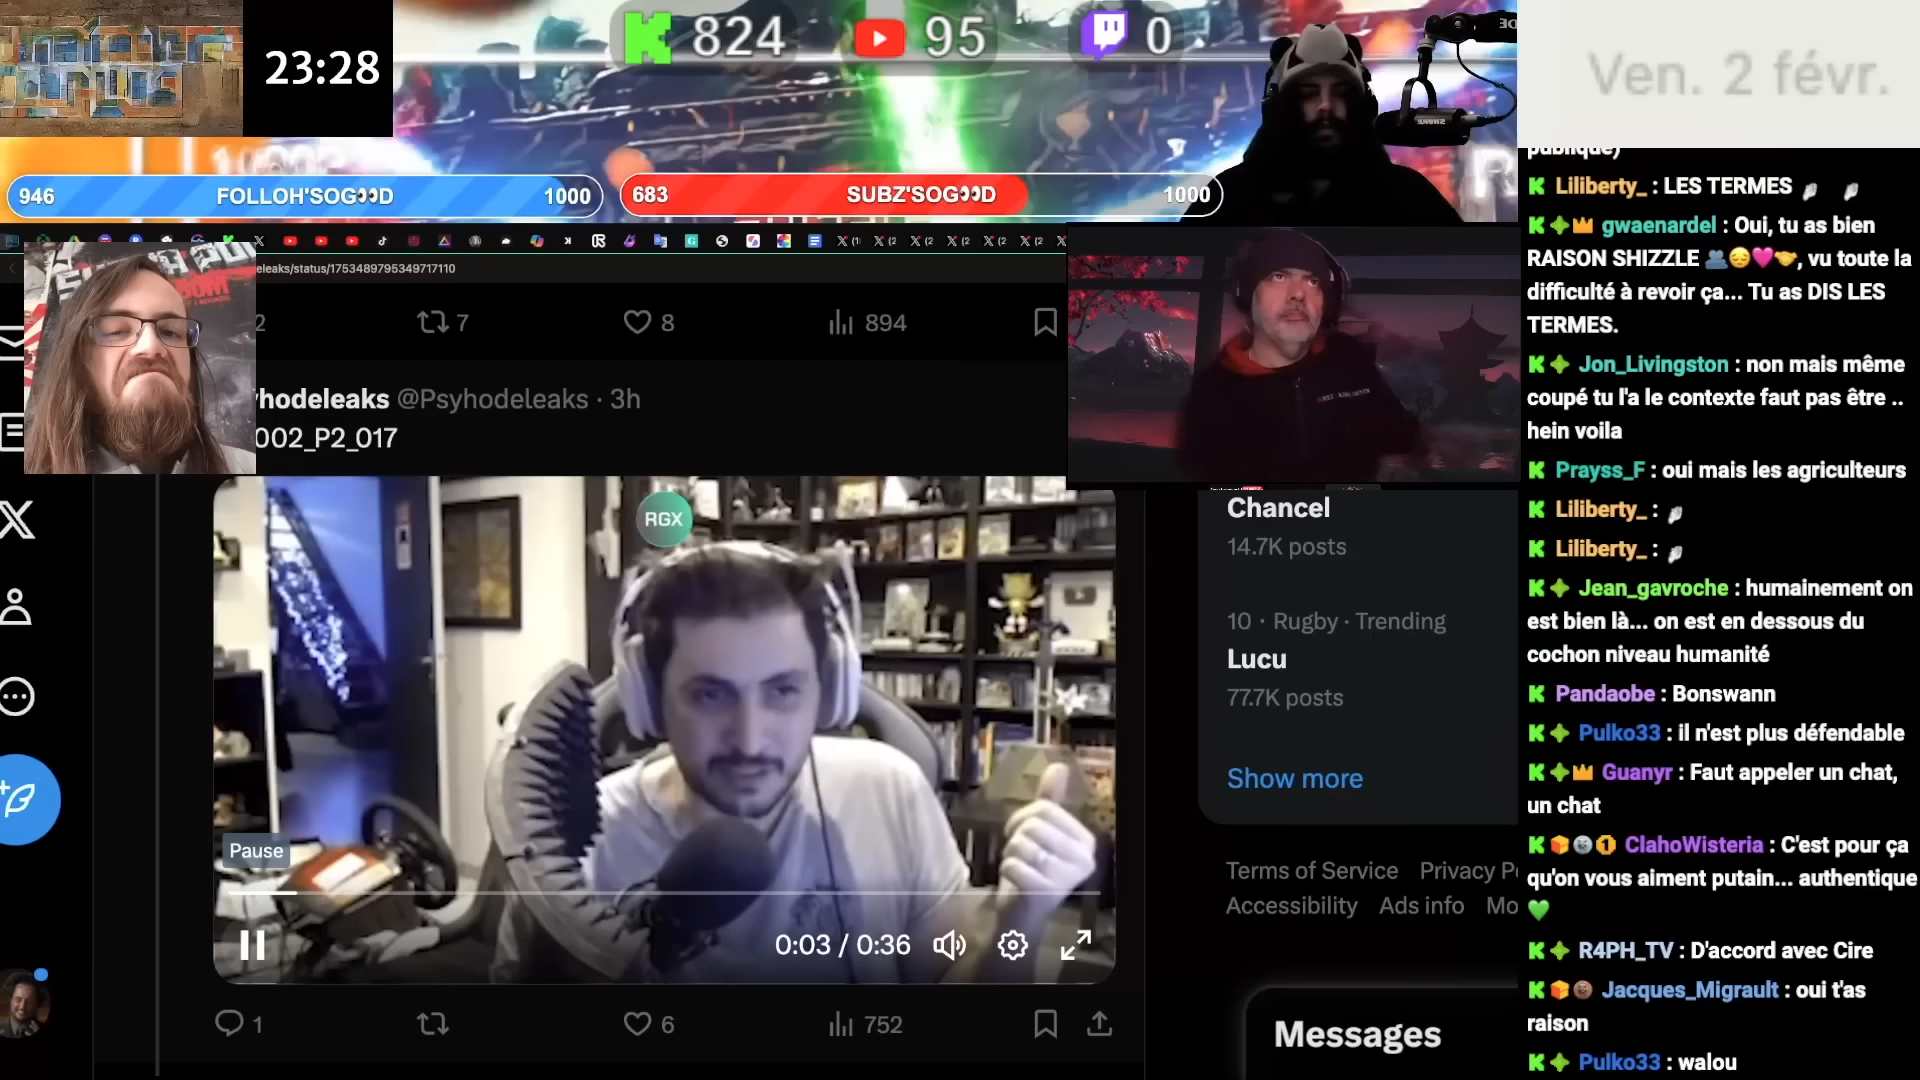 23:28
824
95
0
Ven. 2 févr.
946
FOLLOH'SOG👀D
1000
683
SUBZ'SOG👀D
1000
eleaks/status/1753489795349717110
2
7
8
894
hodeleaks @Psyhodeleaks · 3h
002_P2_017
RGX
Pause
0:03 / 0:36
1
6
752
Chancel
14.7K posts
10 · Rugby · Trending
Lucu
77.7K posts
Show more
Terms of Service Privacy P
Accessibility Ads info Mo
Messages
publique)
Liliberty_ : LES TERMES
gwaenardel : Oui, tu as bien
RAISON SHIZZLE 🫂😔🩷🤝, vu toute la
difficulté à revoir ça... Tu as DIS LES
TERMES.
Jon_Livingston : non mais même
coupé tu l'a le contexte faut pas être ..
hein voila
Prayss_F : oui mais les agriculteurs
Liliberty_ :
Liliberty_ :
Jean_gavroche : humainement on
est bien là... on est en dessous du
cochon niveau humanité
Pandaobe : Bonswann
Pulko33 : il n'est plus défendable
Guanyr : Faut appeler un chat,
un chat
ClahoWisteria : C'est pour ça
qu'on vous aiment putain... authentique
💚
R4PH_TV : D'accord avec Cire
Jacques_Migrault : oui t'as
raison
Pulko33 : walou